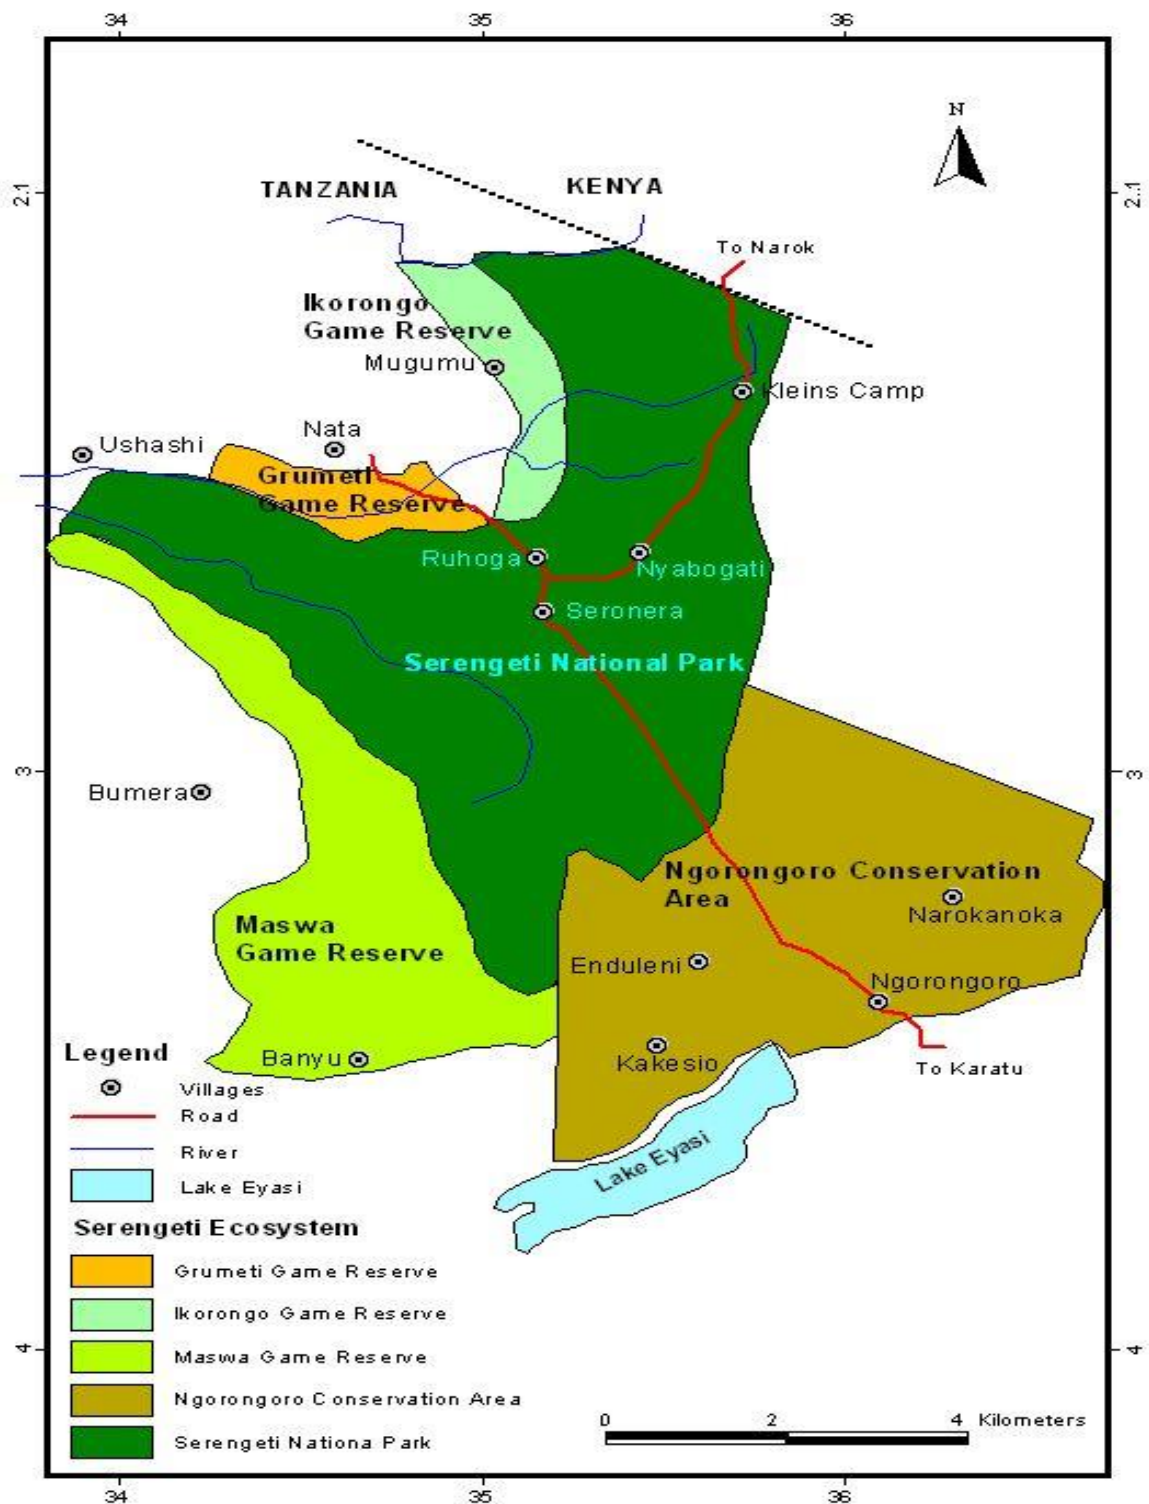 34 35 36
N
2.1 TANZANIA KENYA 2.1
To Narok
Ikorongo
Game Reserve
Mugumu
Kleins Camp
Nata
Ushashi
Grumeti
Game Reserve
Ruhoga
Nyabogati
Seronera
Serengeti National Park
3 3
Bumera
Ngorongoro Conservation
Area
Narokanoka
Maswa
Game Reserve
Enduleni
Ngorongoro
Banyu
Kakesio
To Karatu
Lake Eyasi
Legend
Villages
Road
River
Lake Eyasi
Serengeti Ecosystem
Grumeti Game Reserve
Ikorongo Game Reserve
Maswa Game Reserve
Ngorongoro Conservation Area
Serengeti Nationa Park
4 4
0 2 4 Kilometers
34 35 36